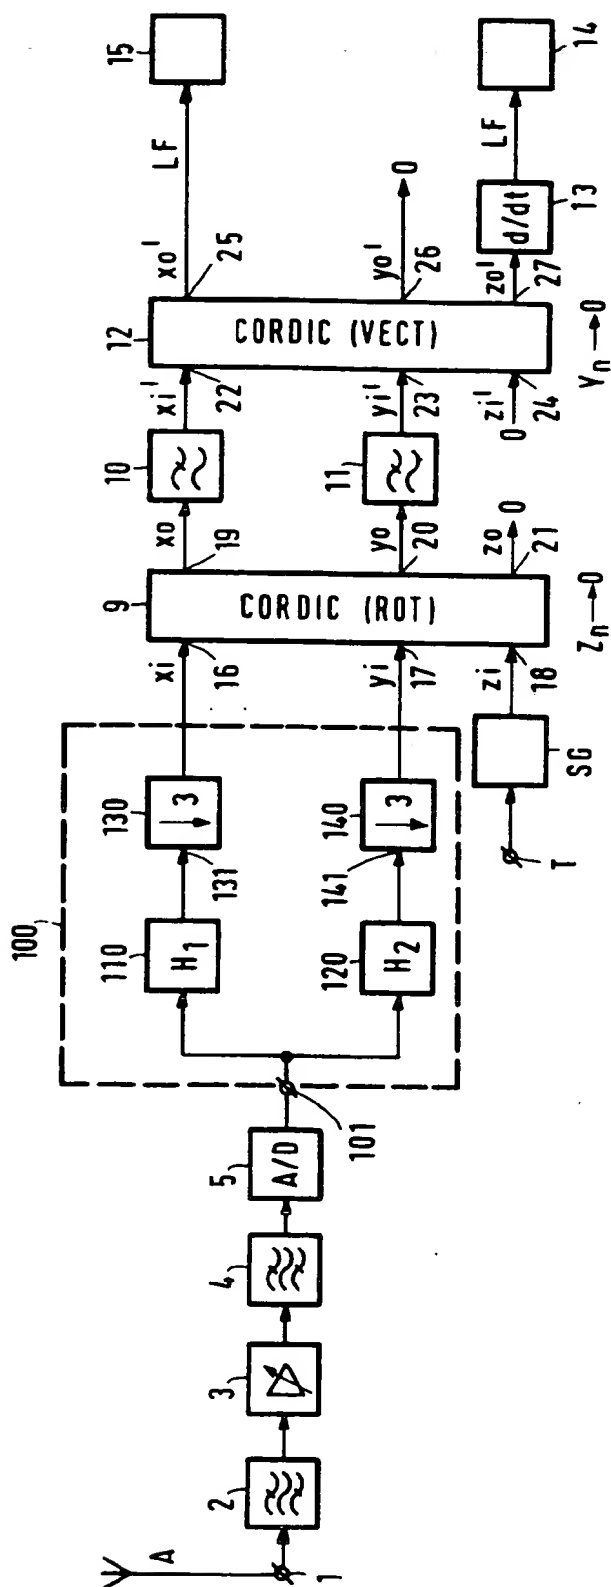 A
1
2
3
4
5
A/D
101
100
110
H1
120
H2
130
3
131
140
3
141
T
SG
xi
16
yi
17
zi
18
9
CORDIC (ROT)
xo
19
yo
20
zo
21
0
Zn→0
10
11
xi'
22
yi'
23
zi'
24
0
12
CORDIC (VECT)
xo'
25
yo'
26
0
zo'
27
Yn→0
d/dt
13
LF
15
LF
14